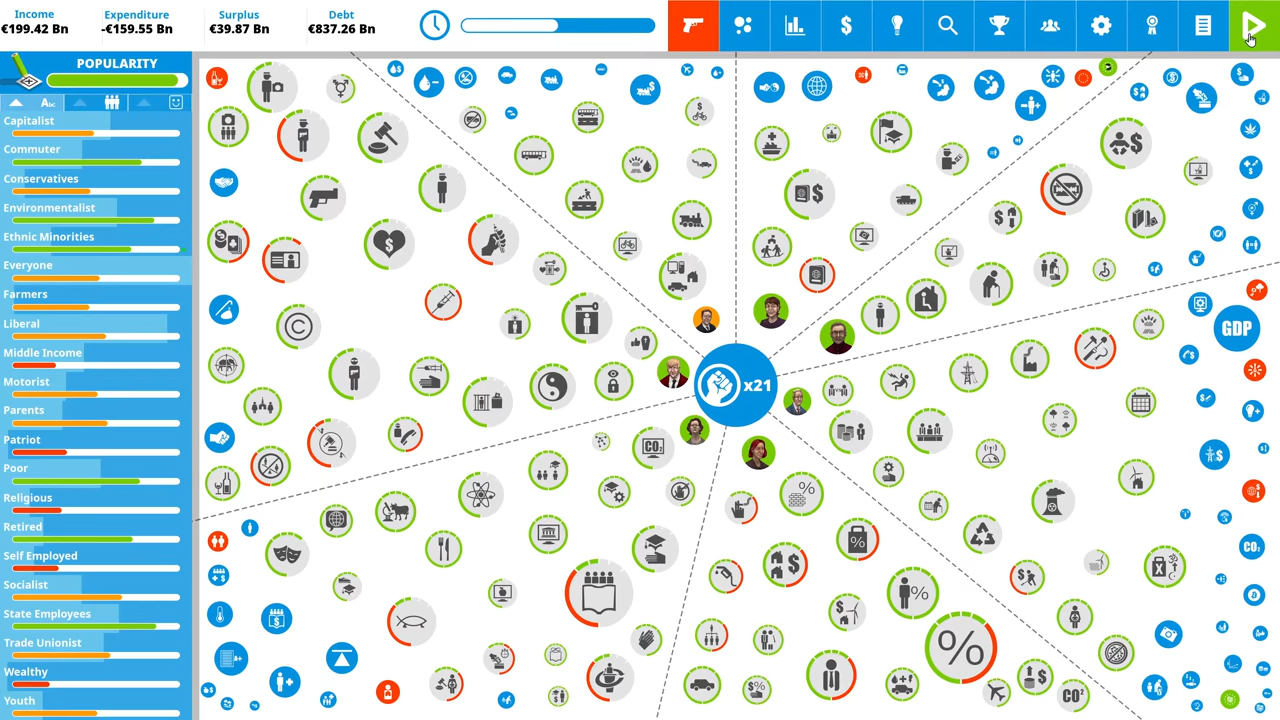 Income
Expenditure
Surplus
Debt
€199.42 Bn
-€159.55 Bn
€39.87 Bn
€837.26 Bn
POPULARITY
Abc
Capitalist
Commuter
Conservatives
Environmentalist
Ethnic Minorities
Everyone
Farmers
Liberal
Middle Income
Motorist
Parents
Patriot
Poor
Religious
Retired
Self Employed
Socialist
State Employees
Trade Unionist
Wealthy
Youth
x21
GDP
CO₂
CO₂
CO²